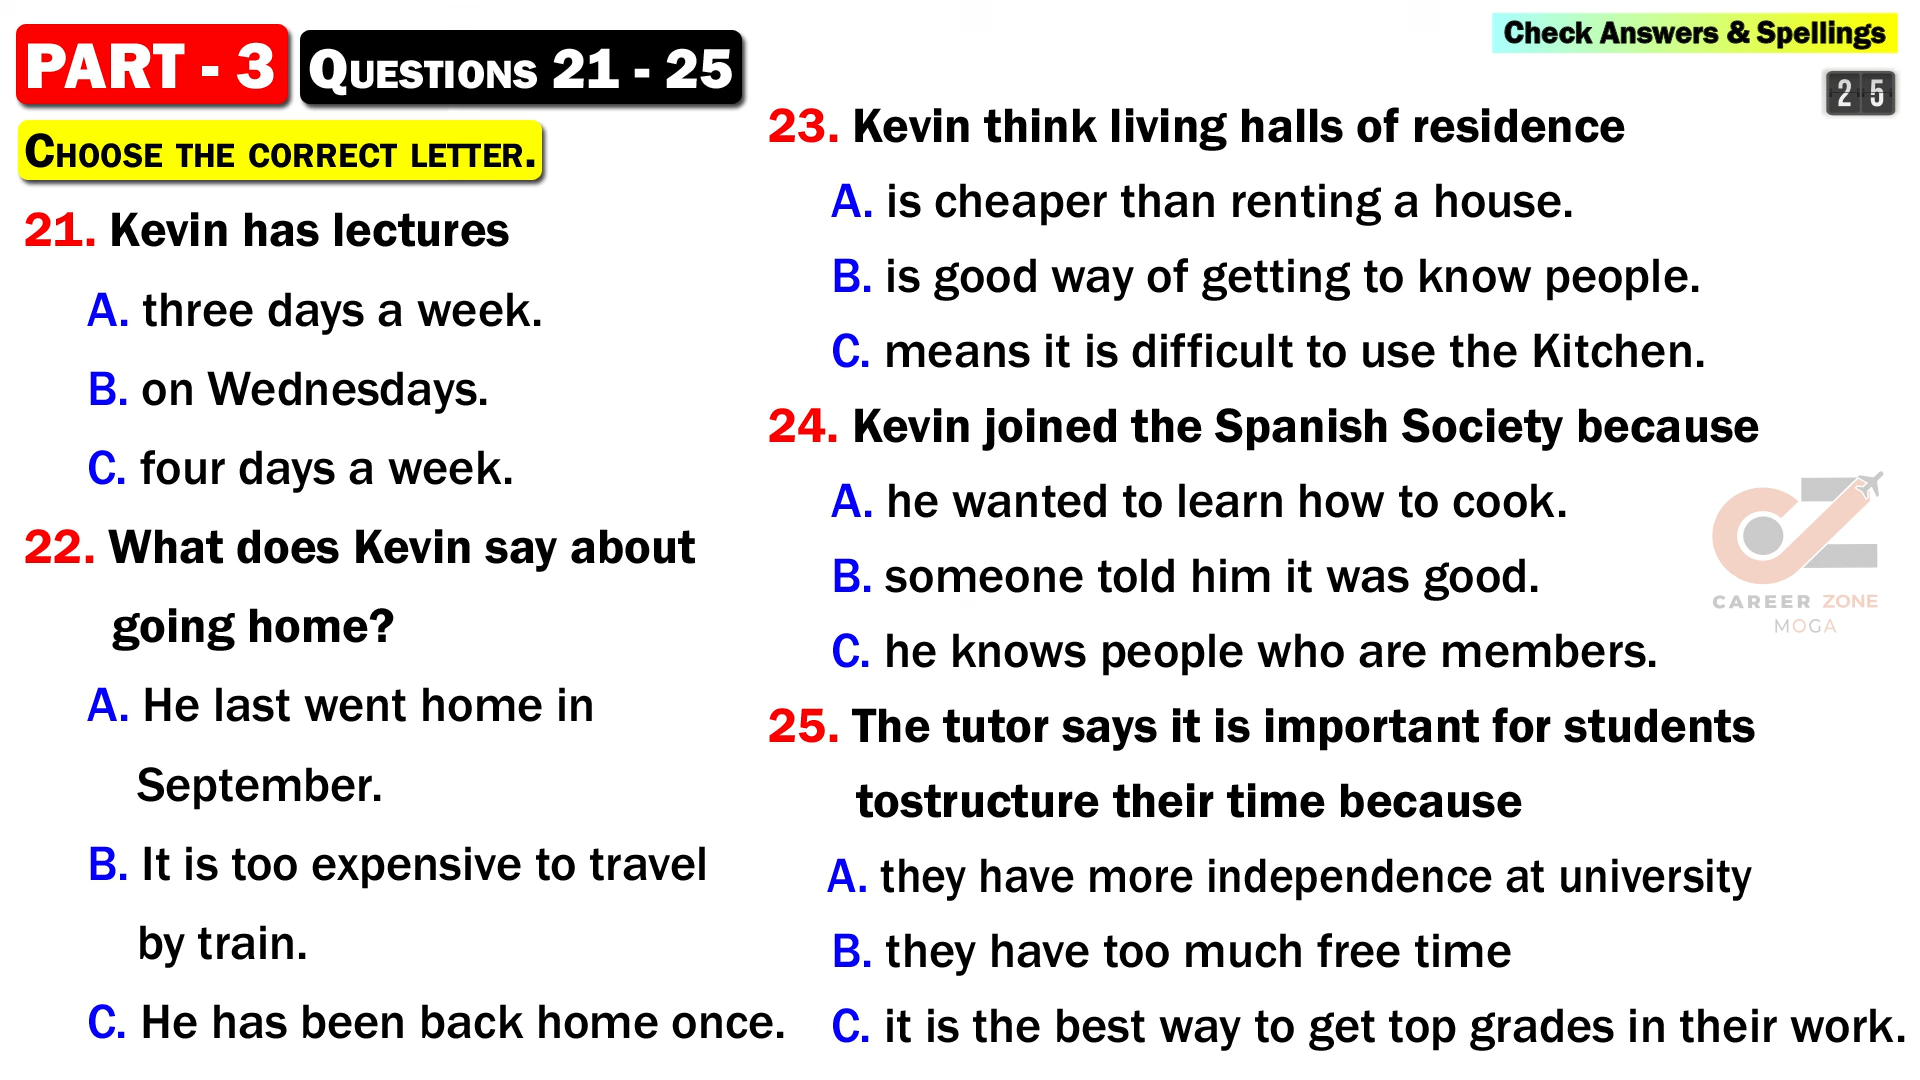 PART - 3 QUESTIONS 21 - 25
CHOOSE THE CORRECT LETTER.
21. Kevin has lectures
A. three days a week.
B. on Wednesdays.
C. four days a week.
22. What does Kevin say about
going home?
A. He last went home in
September.
B. It is too expensive to travel
by train.
C. He has been back home once.
Check Answers & Spellings
25
23. Kevin think living halls of residence
A. is cheaper than renting a house.
B. is good way of getting to know people.
C. means it is difficult to use the Kitchen.
24. Kevin joined the Spanish Society because
A. he wanted to learn how to cook.
B. someone told him it was good.
C. he knows people who are members.
25. The tutor says it is important for students
tostructure their time because
A. they have more independence at university
B. they have too much free time
C. it is the best way to get top grades in their work.
CZ
CAREER ZONE
MOGA